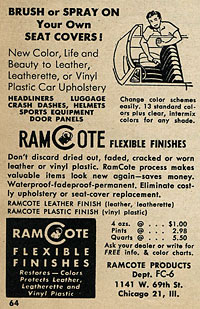 BRUSH or SPRAY ON
Your Own
SEAT COVERS!
New Color, Life and
Beauty to Leather,
Leatherette, or Vinyl
Plastic Car Upholstery
HEADLINERS LUGGAGE
CRASH DASHES, HELMETS
SPORTS EQUIPMENT
DOOR PANELS
Change color schemes
easily. 13 standard col-
ors plus clear, intermix
colors for any shade.
RAMCOTE FLEXIBLE FINISHES
Don't discard dried out, faded, cracked or worn
leather or vinyl plastic. RamCote process makes
valuable items look new again-saves money.
Waterproof-fadeproof-permanent. Eliminate cost-
ly upholstery or seat-cover replacement.
RAMCOTE LEATHER FINISH (leather, leatherette)
RAMCOTE PLASTIC FINISH (vinyl plastic)
RAMCOTE
FLEXIBLE
FINISHES
Restores - Colors
Protects Leather,
Leatherette and
Vinyl Plastic
4 ozs. @ . . . $1.00
Pints @ . . . 2.98
Quarts @ . . . 5.50
Ask your dealer or write for
FREE info. & color charts.
RAMCOTE PRODUCTS
Dept. FC-6
1141 W. 69th St.
Chicago 21, Ill.
64